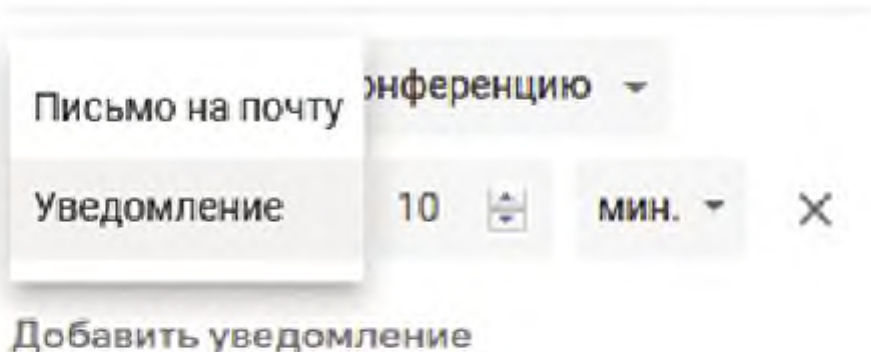 Письмо на почту
онференцию
Уведомление 10 мин.
Добавить уведомление